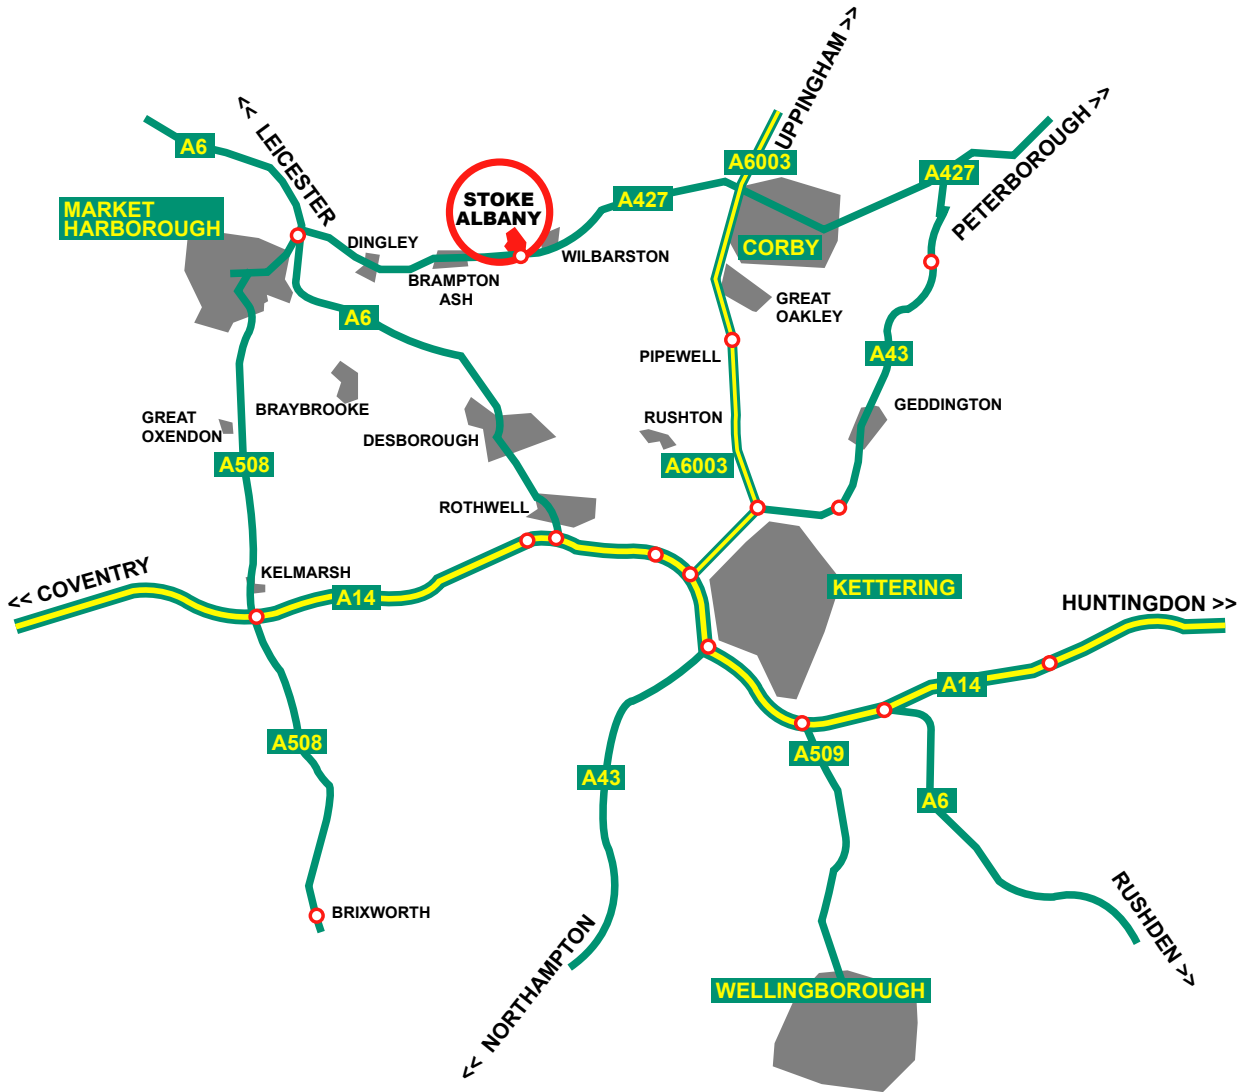 UPPINGHAM >>
<< LEICESTER
PETERBOROUGH >>
A6
A6003
A427
A427
STOKE
ALBANY
MARKET
HARBOROUGH
DINGLEY
WILBARSTON
CORBY
BRAMPTON
ASH
GREAT
OAKLEY
A6
PIPEWELL
A43
BRAYBROOKE
GEDDINGTON
GREAT
OXENDON
RUSHTON
DESBOROUGH
A508
A6003
ROTHWELL
KELMARSH
<< COVENTRY
A14
KETTERING
HUNTINGDON >>
A14
A508
A509
A43
A6
BRIXWORTH
RUSHDEN >>
<< NORTHAMPTON
WELLINGBOROUGH